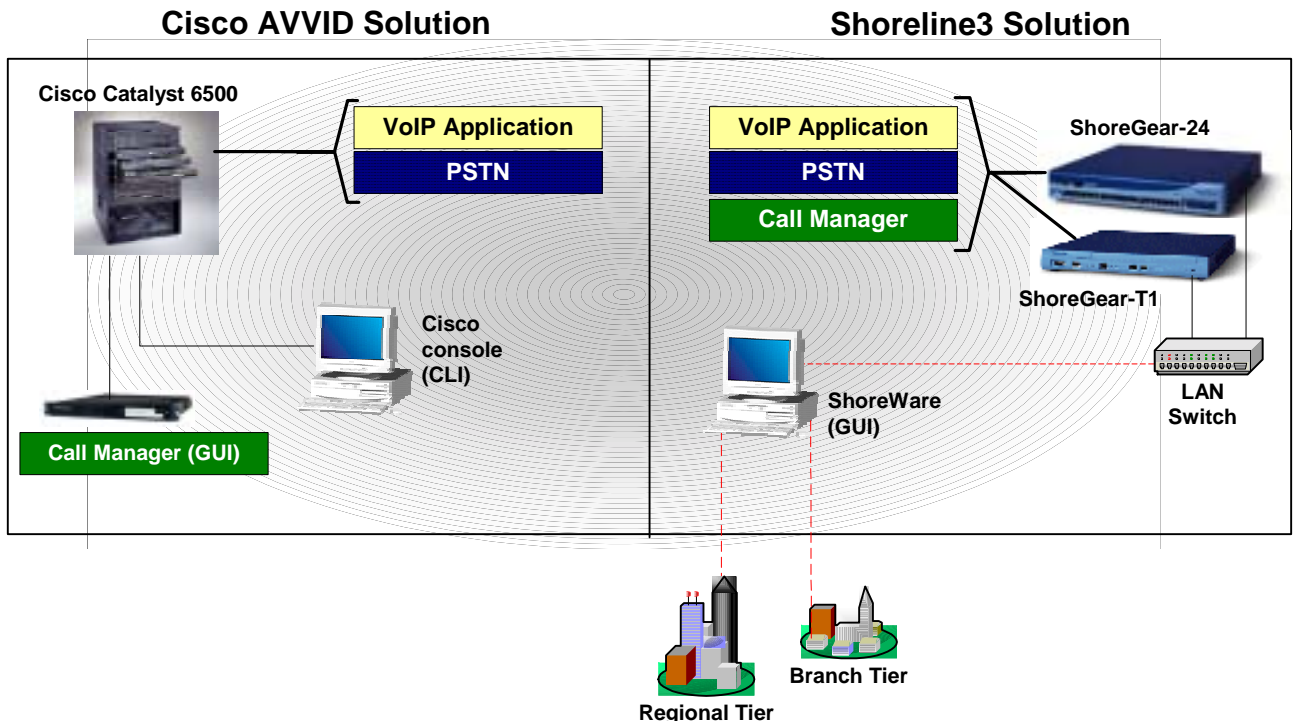 Cisco AVVID Solution
Shoreline3 Solution
Cisco Catalyst 6500
VoIP Application
PSTN
Cisco
console
(CLI)
Call Manager (GUI)
VoIP Application
PSTN
Call Manager
ShoreGear-24
ShoreGear-T1
LAN
Switch
ShoreWare
(GUI)
Branch Tier
Regional Tier